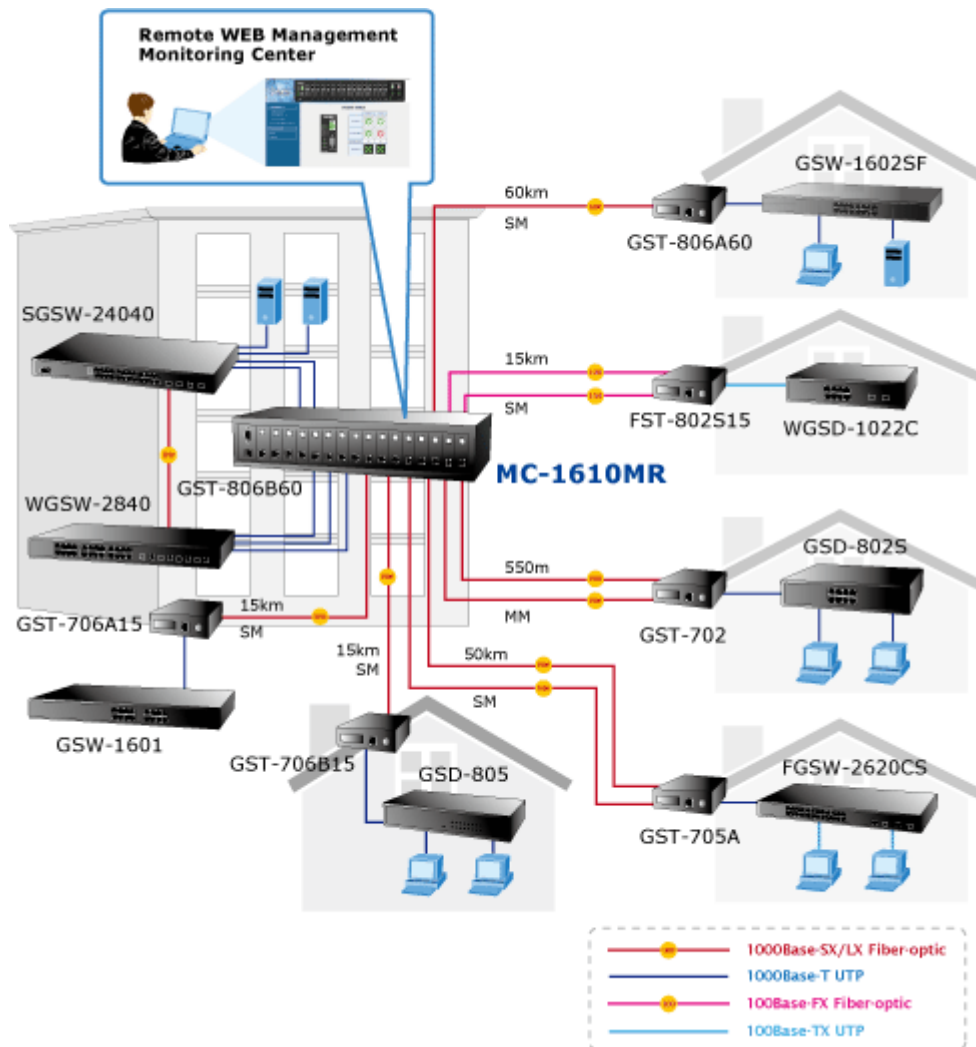 Remote WEB Management
Monitoring Center
60km
SM
GST-806A60
GSW-1602SF
SGSW-24040
15km
SM
FST-802S15
WGSD-1022C
GST-806B60
MC-1610MR
WGSW-2840
550m
MM
GST-702
GSD-802S
GST-706A15
15km
SM
GSW-1601
15km
SM
50km
SM
GST-706B15
GSD-805
GST-705A
FGSW-2620CS
1000Base-SX/LX Fiber-optic
1000Base-T UTP
100Base-FX Fiber-optic
100Base-TX UTP